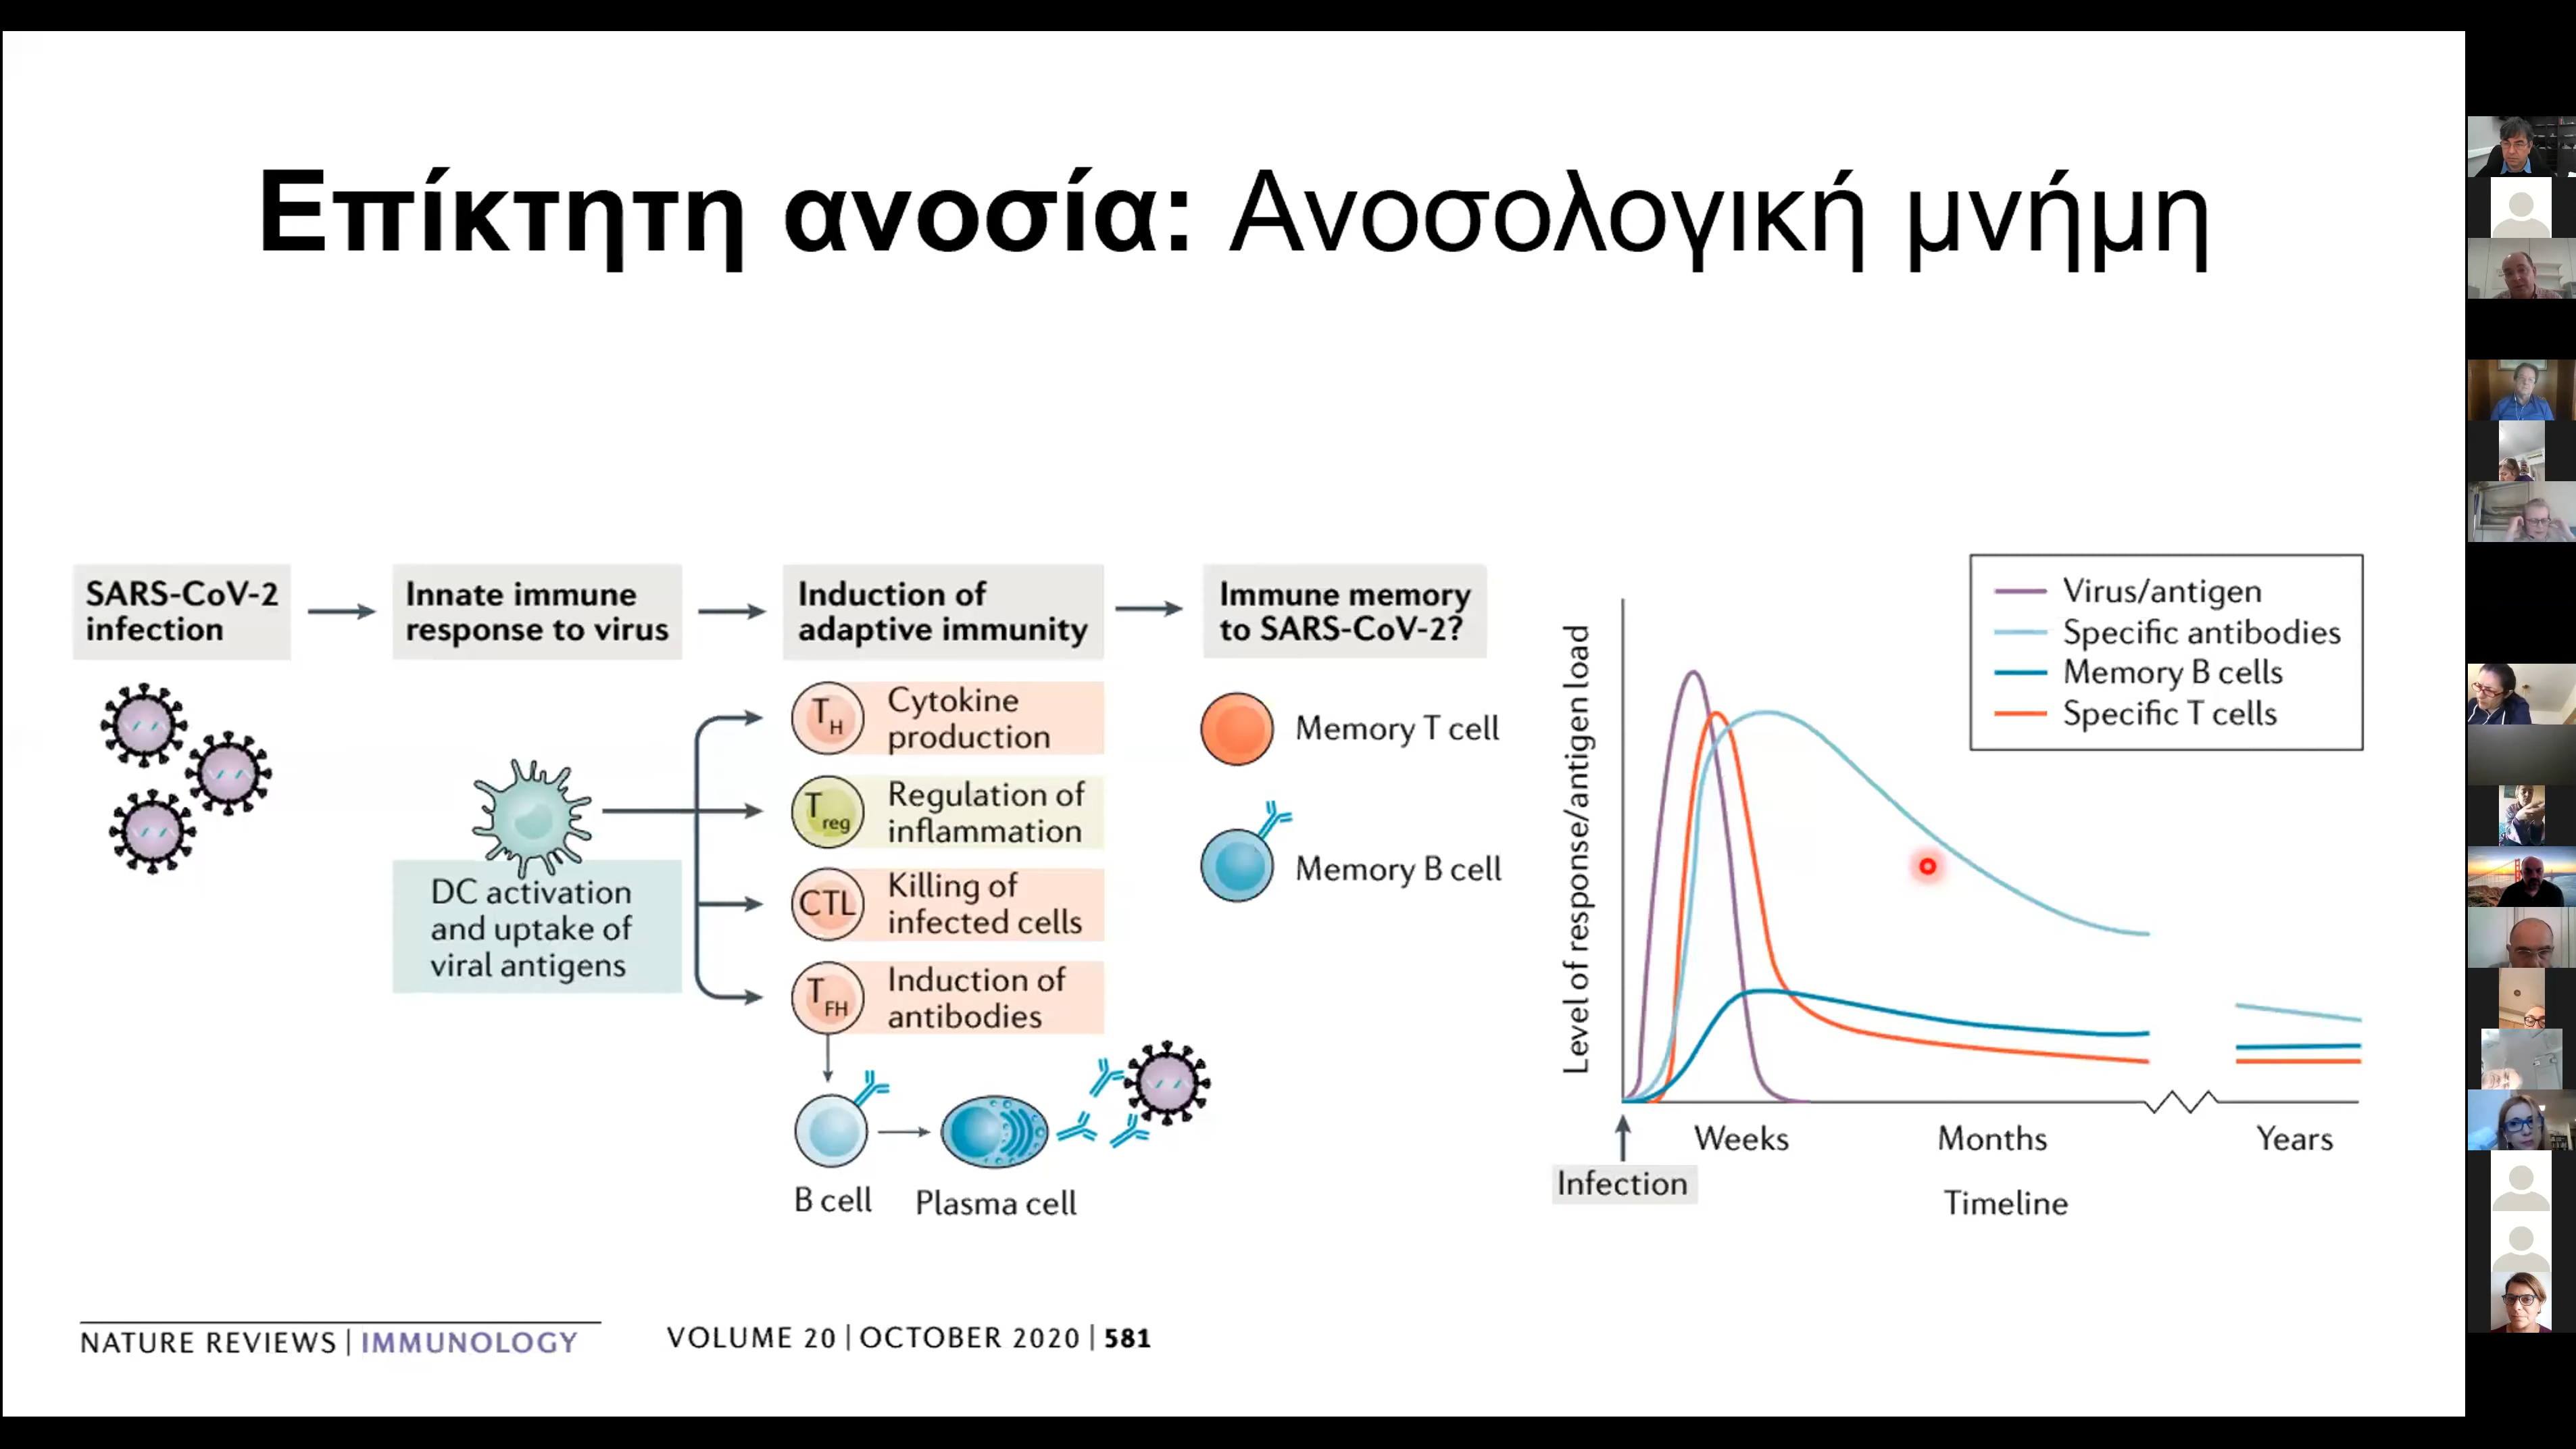 Επίκτητη ανοσία: Ανοσολογική μνήμη
SARS-CoV-2
infection
Innate immune
response to virus
Induction of
adaptive immunity
Immune memory
to SARS-CoV-2?
DC activation
and uptake of
viral antigens
TH
Cytokine
production
Treg
Regulation of
inflammation
CTL
Killing of
infected cells
TFH
Induction of
antibodies
B cell
Plasma cell
Memory T cell
Memory B cell
Level of response/antigen load
Virus/antigen
Specific antibodies
Memory B cells
Specific T cells
Weeks
Months
Years
Infection
Timeline
NATURE REVIEWS | IMMUNOLOGY
VOLUME 20 | OCTOBER 2020 | 581